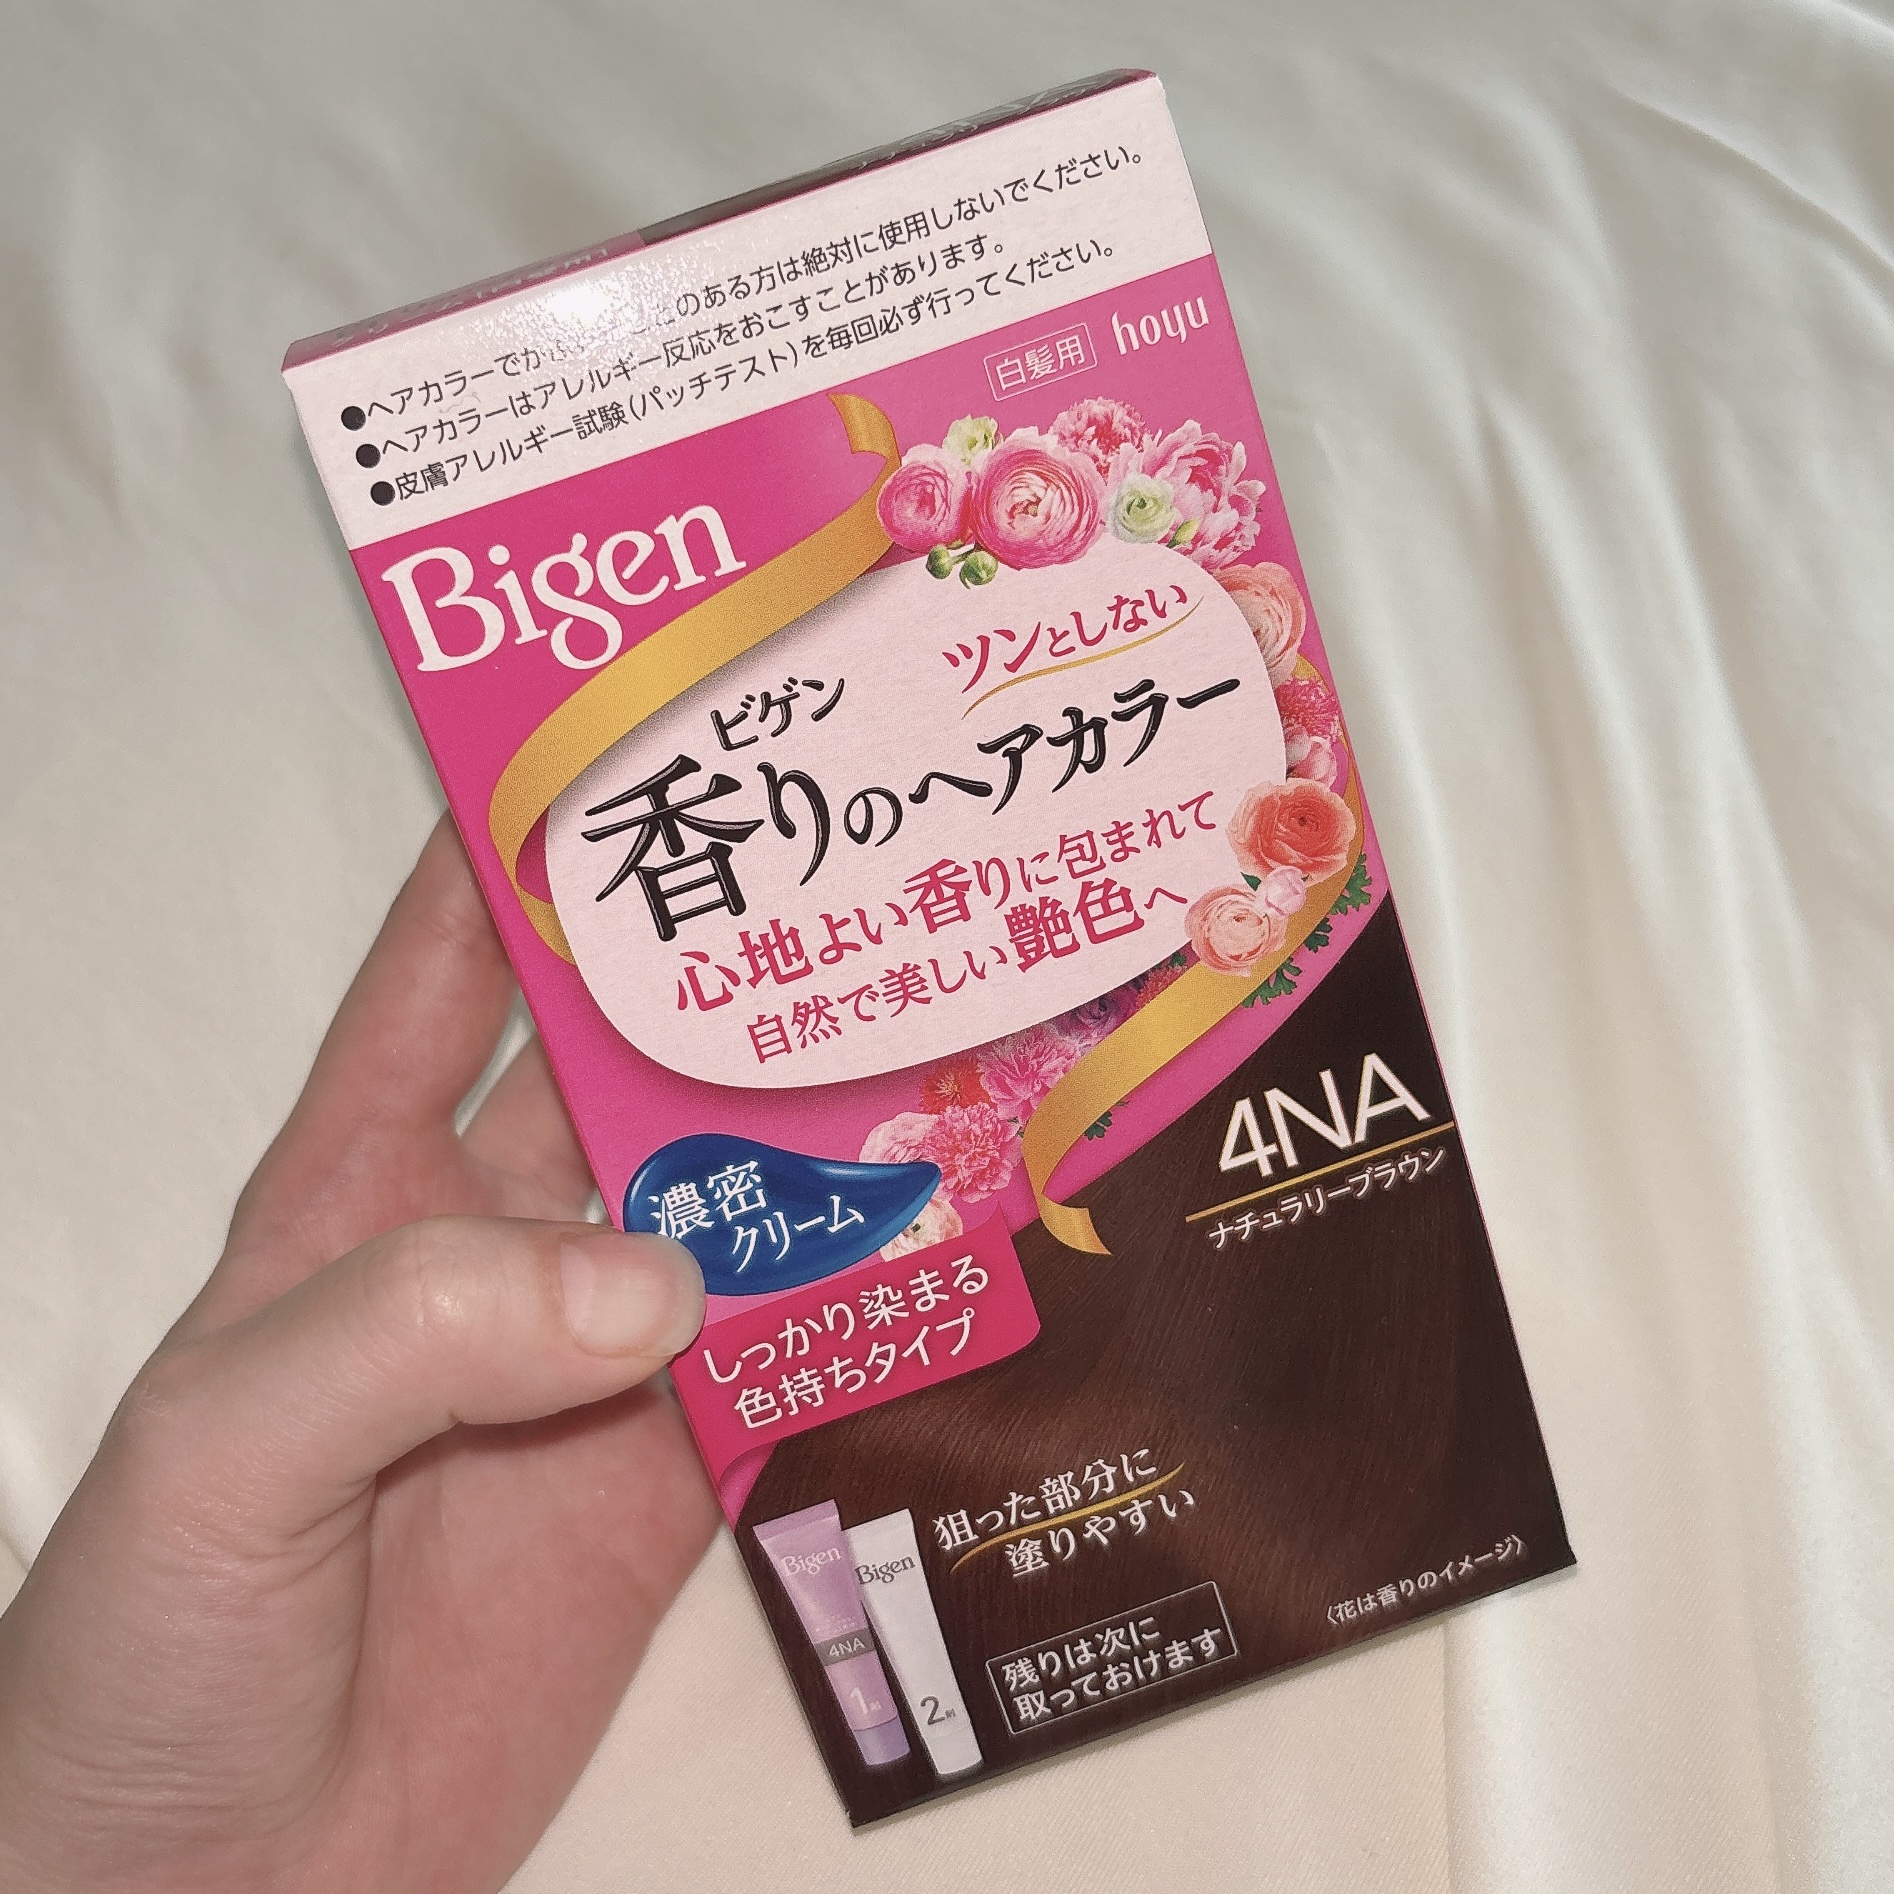 ●ヘアカラーでか のある方は絶対に使用しないでください。
●ヘアカラーはアレルギー反応をおこすことがあります。
●皮膚アレルギー試験(パッチテスト)を毎回必ず行ってください。
白髪用 hoyu
Bigen
ツンとしない
ビゲン
香りのヘアカラー
心地よい香りに包まれて
自然で美しい艶色へ
4NA
ナチュラリーブラウン
濃密
クリーム
しっかり染まる
色持ちタイプ
狙った部分に
塗りやすい
Bigen
4NA
1剤
Bigen
2剤
残りは次に
取っておけます
〈花は香りのイメージ〉